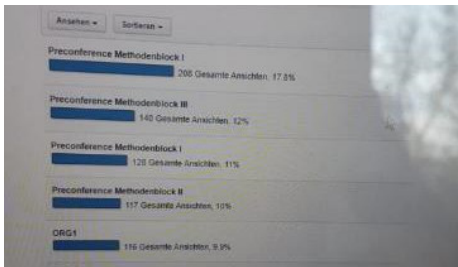 Ansehen
Sortieren
Preconference Methodenblock I
208 Gesamte Ansichten, 17.8%
Preconference Methodenblock III
140 Gesamte Ansichten, 12%
Preconference Methodenblock I
128 Gesamte Ansichten, 11%
Preconference Methodenblock II
117 Gesamte Ansichten, 10%
ORG1
116 Gesamte Ansichten, 9.9%